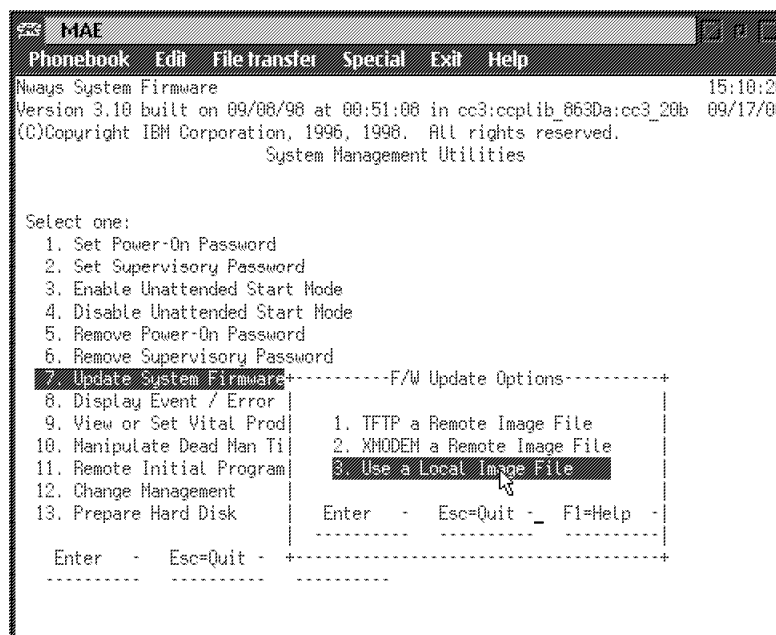 MAE
Phonebook Edit File transfer Special Exit Help
Nways System Firmware 15:10:2
Version 3.10 built on 09/08/98 at 00:51:08 in cc3:ccplib_863Da:cc3_20b 09/17/0
(C)Copyright IBM Corporation, 1996, 1998. All rights reserved.
System Management Utilities
Select one:
1. Set Power-On Password
2. Set Supervisory Password
3. Enable Unattended Start Mode
4. Disable Unattended Start Mode
5. Remove Power-On Password
6. Remove Supervisory Password
7. Update System Firmware+----------F/W Update Options----------+
8. Display Event / Error |
9. View or Set Vital Prod| 1. TFTP a Remote Image File |
10. Manipulate Dead Man Ti| 2. XMODEM a Remote Image File |
11. Remote Initial Program| 3. Use a Local Image File |
12. Change Management |
13. Prepare Hard Disk | Enter - Esc=Quit -_ F1=Help -|
Enter - Esc=Quit -